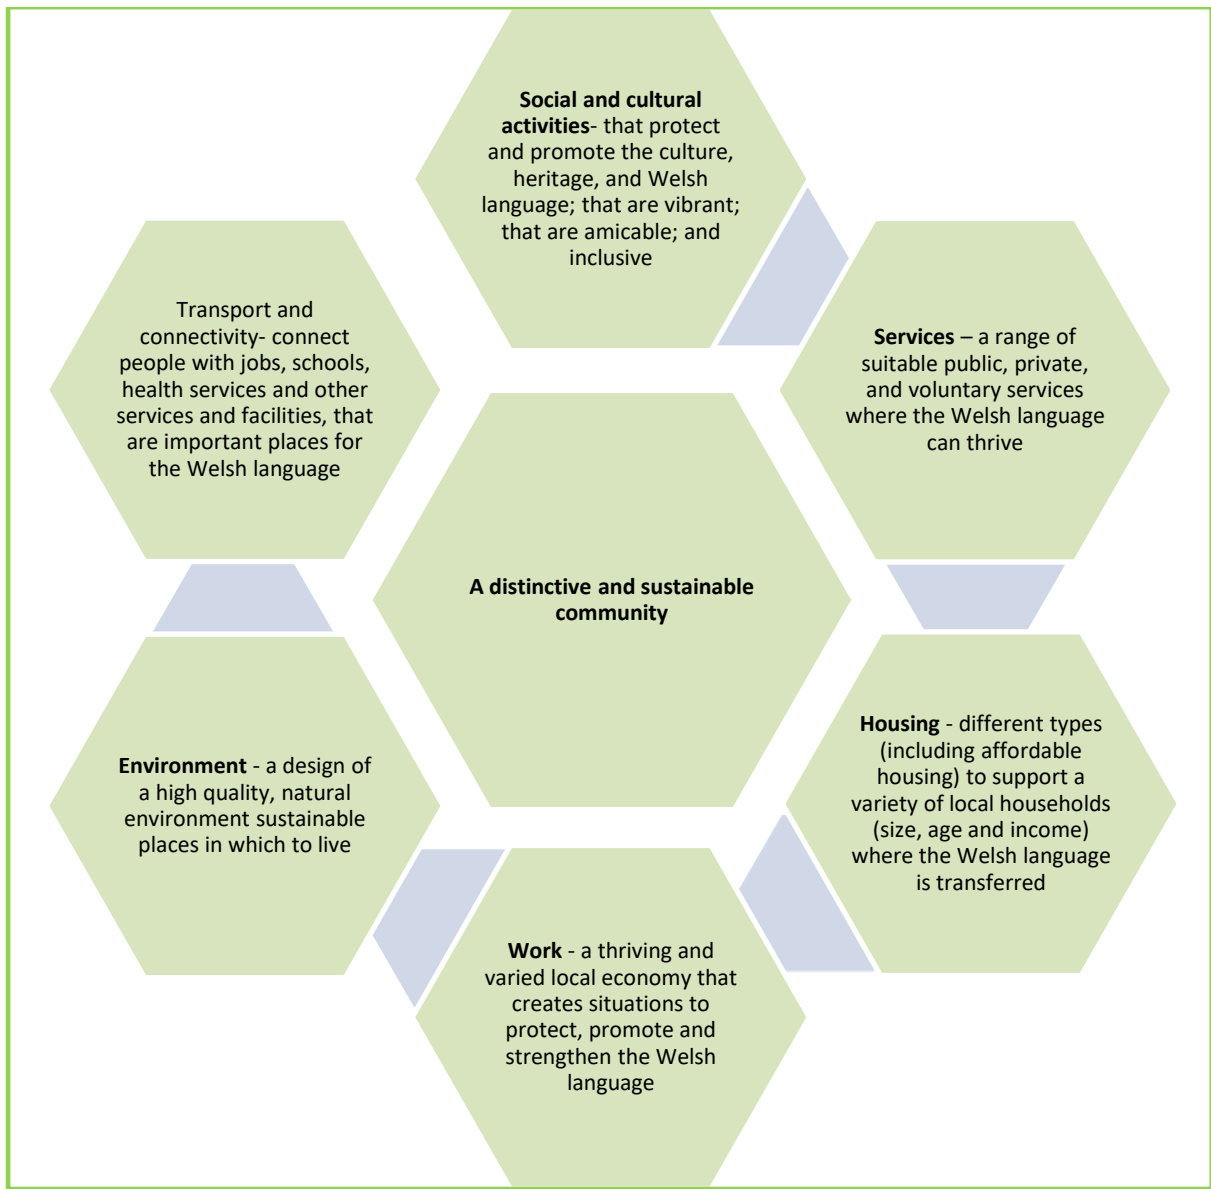 Social and cultural
activities- that protect
and promote the culture,
heritage, and Welsh
language; that are vibrant;
that are amicable; and
inclusive
Services – a range of
suitable public, private,
and voluntary services
where the Welsh language
can thrive
Housing - different types
(including affordable
housing) to support a
variety of local households
(size, age and income)
where the Welsh language
is transferred
Work - a thriving and
varied local economy that
creates situations to
protect, promote and
strengthen the Welsh
language
Environment - a design of
a high quality, natural
environment sustainable
places in which to live
Transport and
connectivity- connect
people with jobs, schools,
health services and other
services and facilities, that
are important places for
the Welsh language
A distinctive and sustainable
community